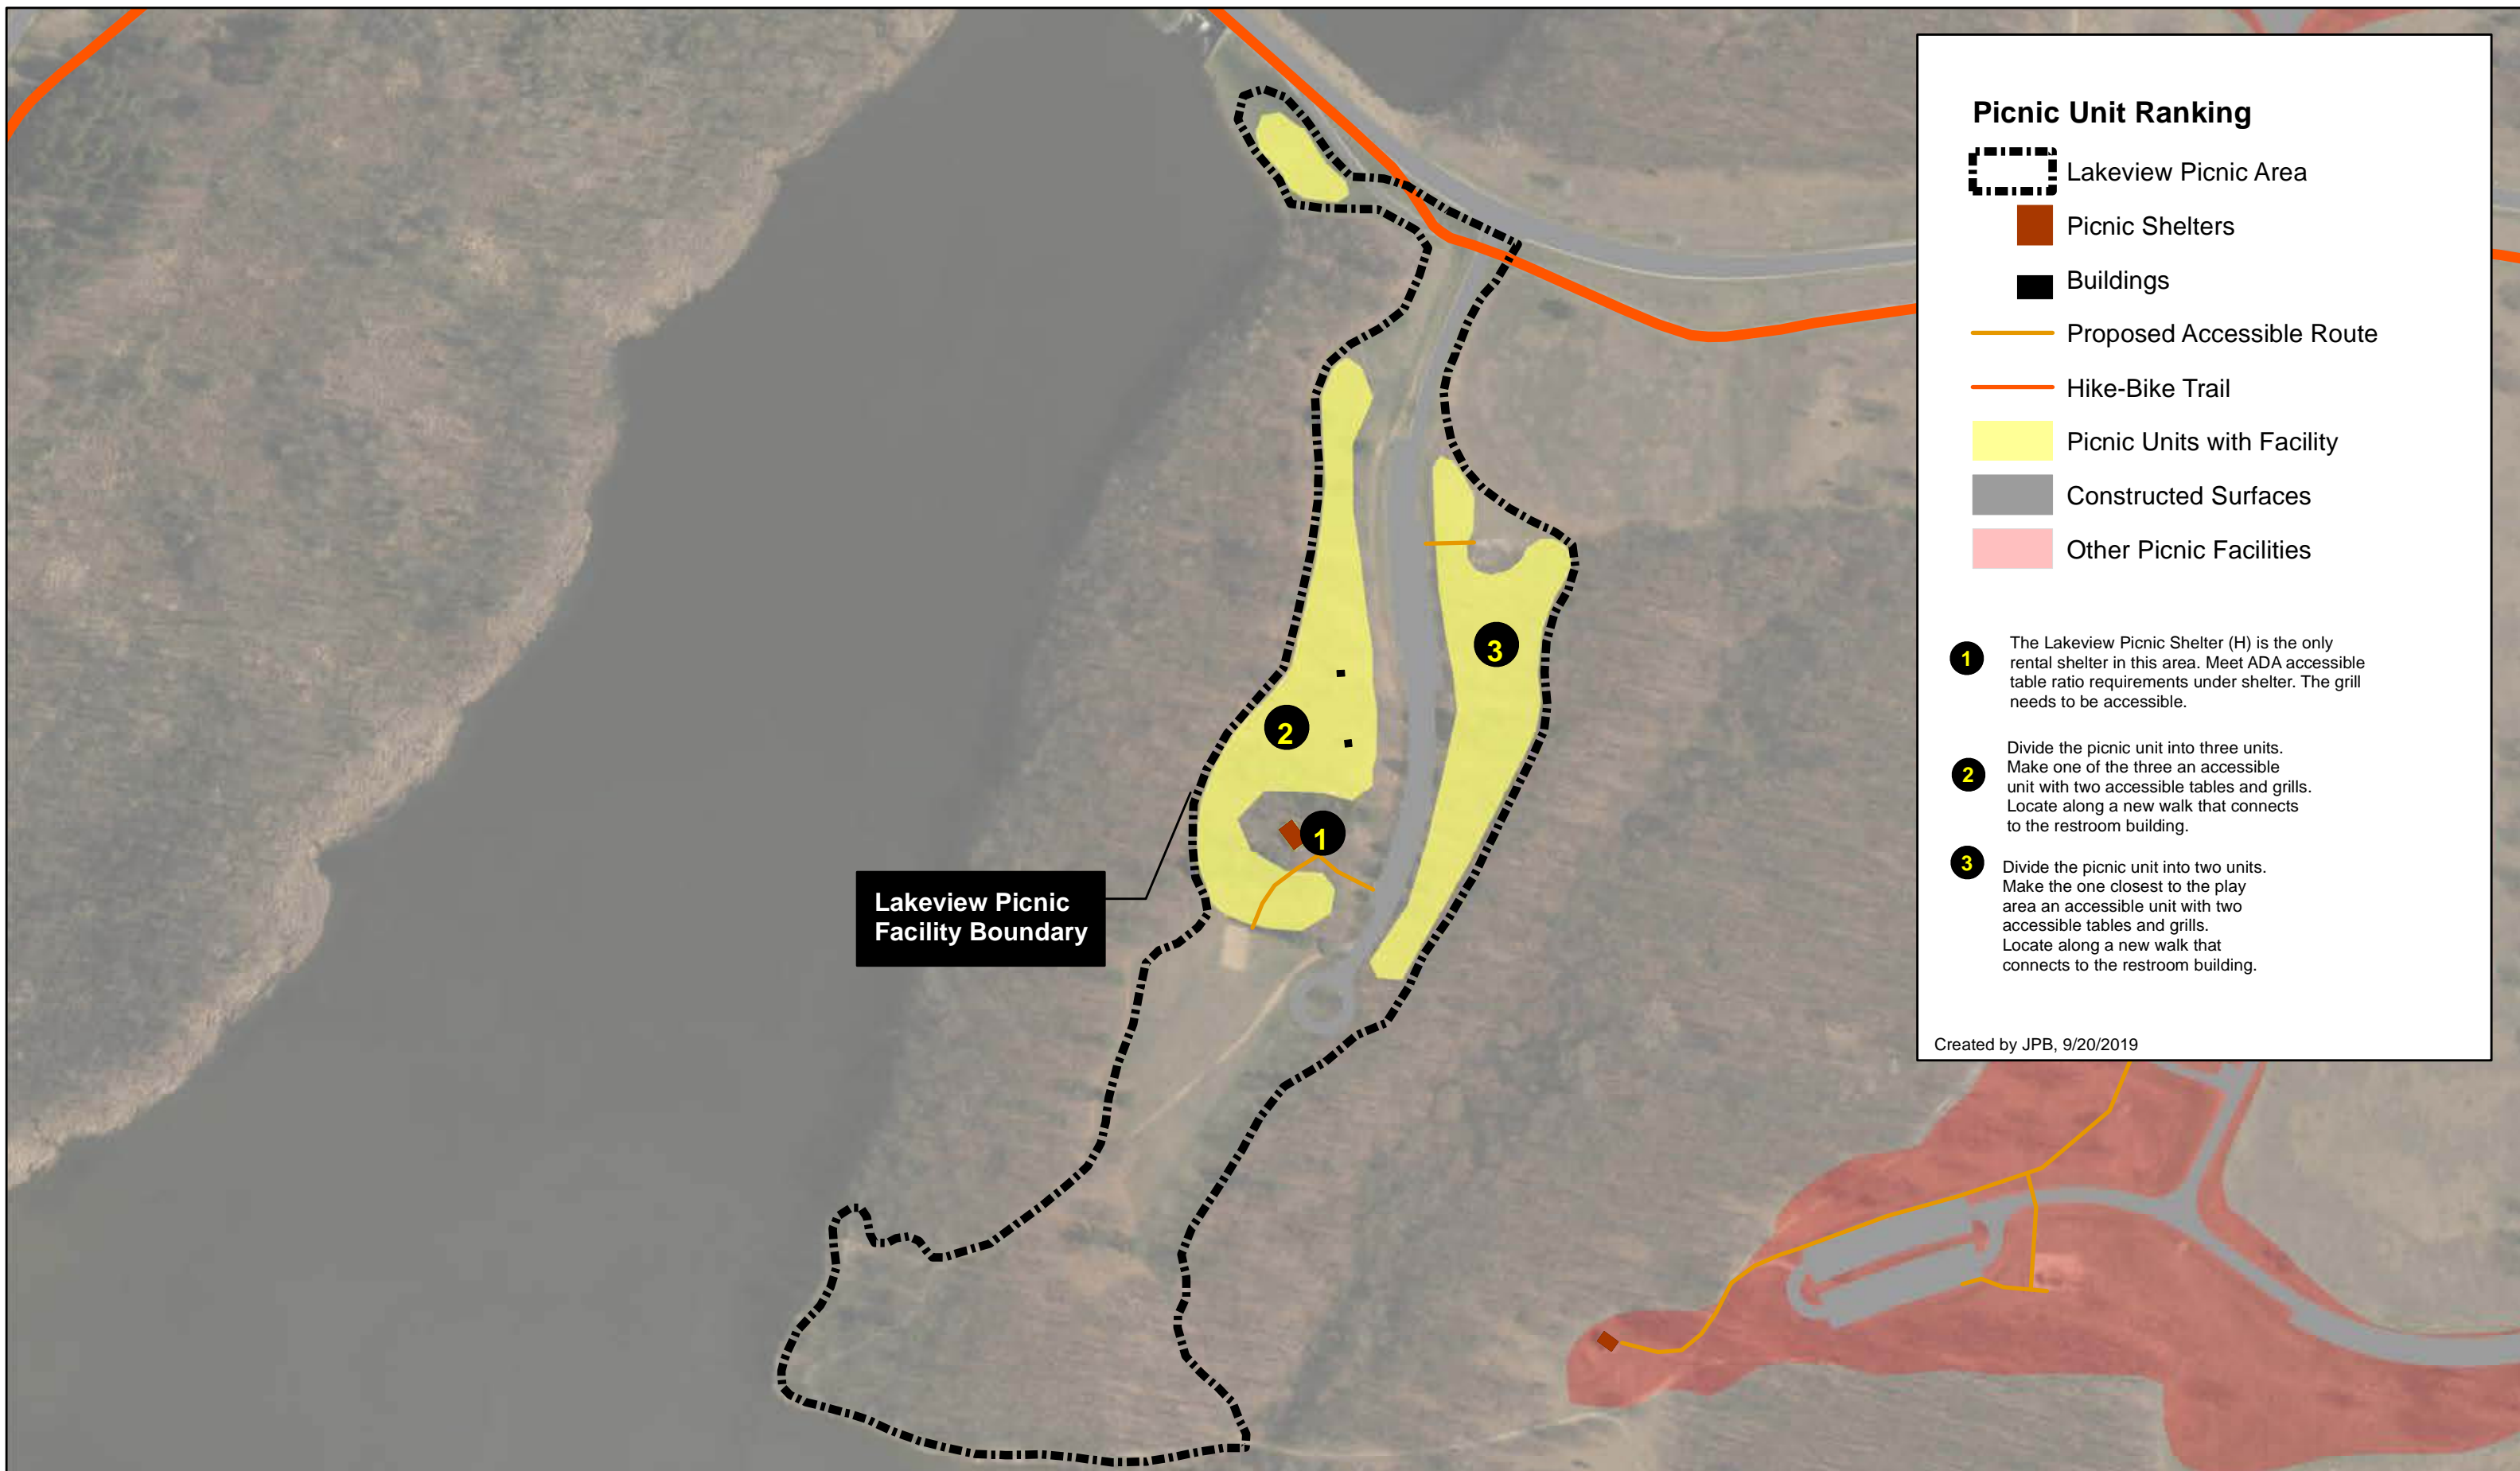 Picnic Unit Ranking
Lakeview Picnic Area
Picnic Shelters
Buildings
Proposed Accessible Route
Hike-Bike Trail
Picnic Units with Facility
Constructed Surfaces
Other Picnic Facilities
1
The Lakeview Picnic Shelter (H) is the only
rental shelter in this area. Meet ADA accessible
table ratio requirements under shelter. The grill
needs to be accessible.
2
Divide the picnic unit into three units.
Make one of the three an accessible
unit with two accessible tables and grills.
Locate along a new walk that connects
to the restroom building.
3
Divide the picnic unit into two units.
Make the one closest to the play
area an accessible unit with two
accessible tables and grills.
Locate along a new walk that
connects to the restroom building.
Created by JPB, 9/20/2019
3
2
1
Lakeview Picnic
Facility Boundary